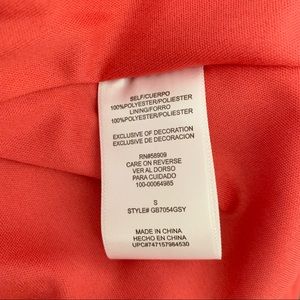 SELF/CUERPO
100%POLYESTER/POLIESTER
LINING/FORRO
100%POLYESTER/POLIESTER
EXCLUSIVE OF DECORATION
EXCLUSIVE DE DECORACION
RN#58909
CARE ON REVERSE
VER AL DORSO
PARA CUIDADO
100-00064985
S
STYLE# GB7054GSY
MADE IN CHINA
HECHO EN CHINA
UPC#747157984530